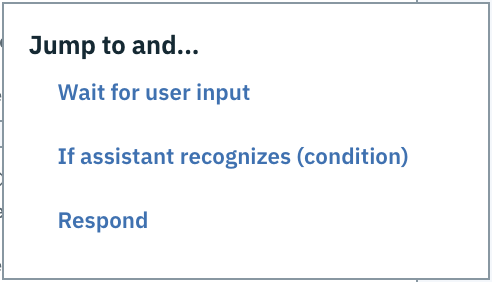 Jump to and...
Wait for user input
If assistant recognizes (condition)
Respond